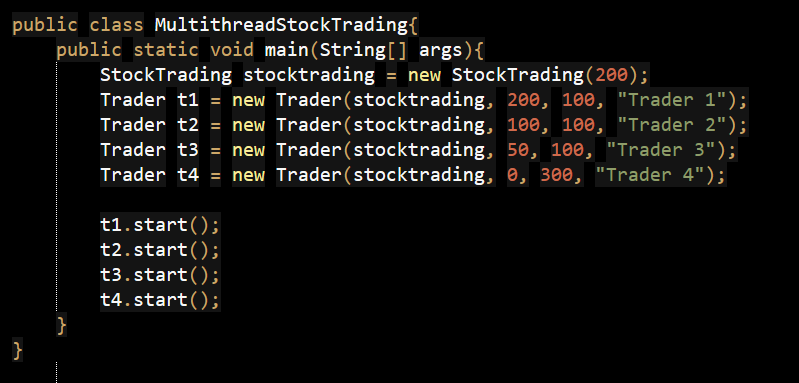 public class MultithreadStockTrading{
    public static void main(String[] args){
        StockTrading stocktrading = new StockTrading(200);
        Trader t1 = new Trader(stocktrading, 200, 100, "Trader 1");
        Trader t2 = new Trader(stocktrading, 100, 100, "Trader 2");
        Trader t3 = new Trader(stocktrading, 50, 100, "Trader 3");
        Trader t4 = new Trader(stocktrading, 0, 300, "Trader 4");

        t1.start();
        t2.start();
        t3.start();
        t4.start();
    }
}